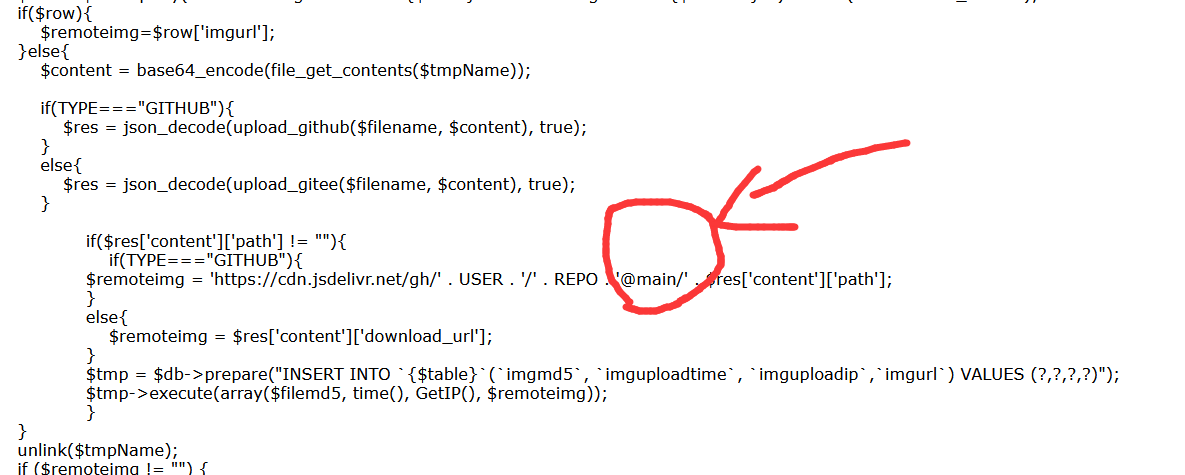 if($row){
$remoteimg=$row['imgurl'];
}else{
$content = base64_encode(file_get_contents($tmpName));
if(TYPE==="GITHUB"){
$res = json_decode(upload_github($filename, $content), true);
}
else{
$res = json_decode(upload_gitee($filename, $content), true);
}
if($res['content']['path'] != ""){
if(TYPE==="GITHUB"){
$remoteimg = 'https://cdn.jsdelivr.net/gh/' . USER . '/' . REPO . '@main/' . $res['content']['path'];
}
else{
$remoteimg = $res['content']['download_url'];
}
$tmp = $db->prepare("INSERT INTO `{$table}`(`imgmd5`, `imguploadtime`, `imguploadip`,`imgurl`) VALUES (?,?,?,?)");
$tmp->execute(array($filemd5, time(), GetIP(), $remoteimg));
}
}
unlink($tmpName);
if ($remoteimg != "") {